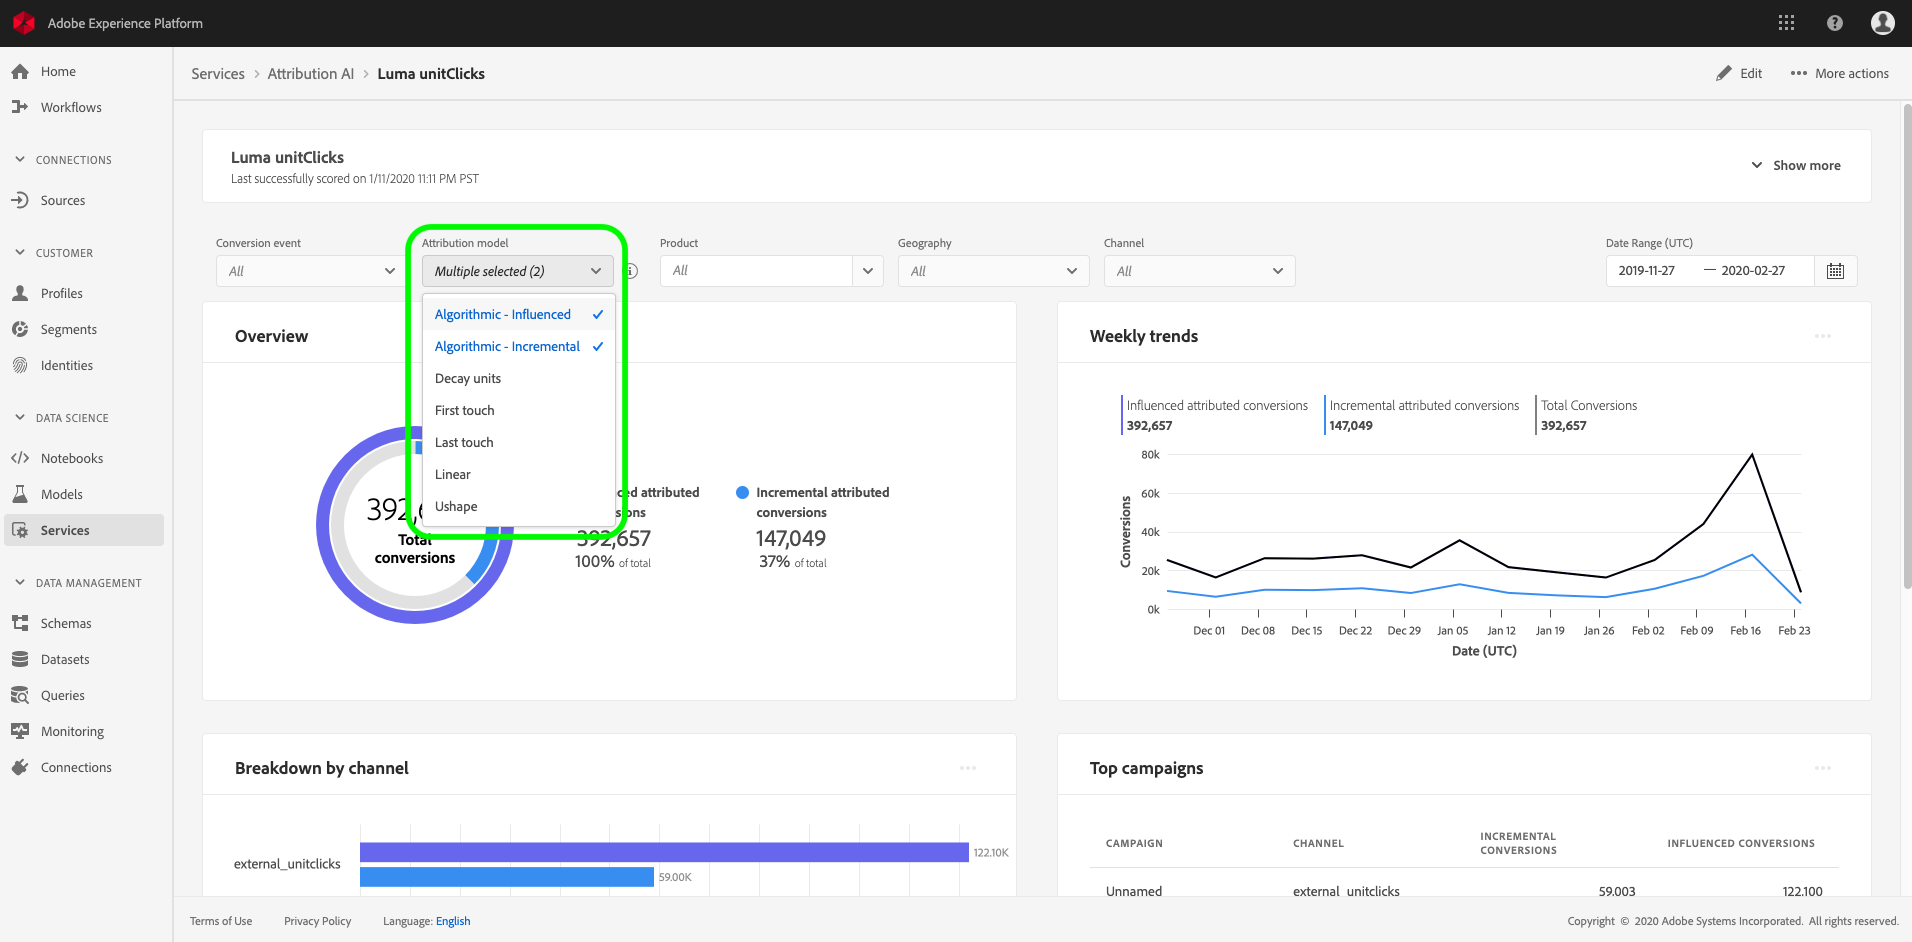 Adobe Experience Platform
Home
Workflows
CONNECTIONS
Sources
CUSTOMER
Profiles
Segments
Identities
DATA SCIENCE
Notebooks
Models
Services
DATA MANAGEMENT
Schemas
Datasets
Queries
Monitoring
Connections
Services > Attribution AI > Luma unitClicks
Edit
More actions
Luma unitClicks
Last successfully scored on 1/11/2020 11:11 PM PST
Show more
Conversion event
All
Attribution model
Multiple selected (2)
Algorithmic - Influenced
Algorithmic - Incremental
Decay units
First touch
Last touch
Linear
Ushape
Product
All
Geography
All
Channel
All
Date Range (UTC)
2019-11-27 — 2020-02-27
Overview
Total
conversions
attributed
392,657
100% of total
Incremental attributed
conversions
147,049
37% of total
Weekly trends
Influenced attributed conversions
392,657
Incremental attributed conversions
147,049
Total Conversions
392,657
80k
60k
40k
20k
0k
Conversions
Dec 01 Dec 08 Dec 15 Dec 22 Dec 29 Jan 05 Jan 12 Jan 19 Jan 26 Feb 02 Feb 09 Feb 16 Feb 23
Date (UTC)
Breakdown by channel
external_unitclicks
122.10K
59.00K
Top campaigns
CAMPAIGN CHANNEL INCREMENTAL CONVERSIONS INFLUENCED CONVERSIONS
Unnamed external_unitclicks 59,003 122,100
Terms of Use
Privacy Policy
Language: English
Copyright © 2020 Adobe Systems Incorporated. All rights reserved.